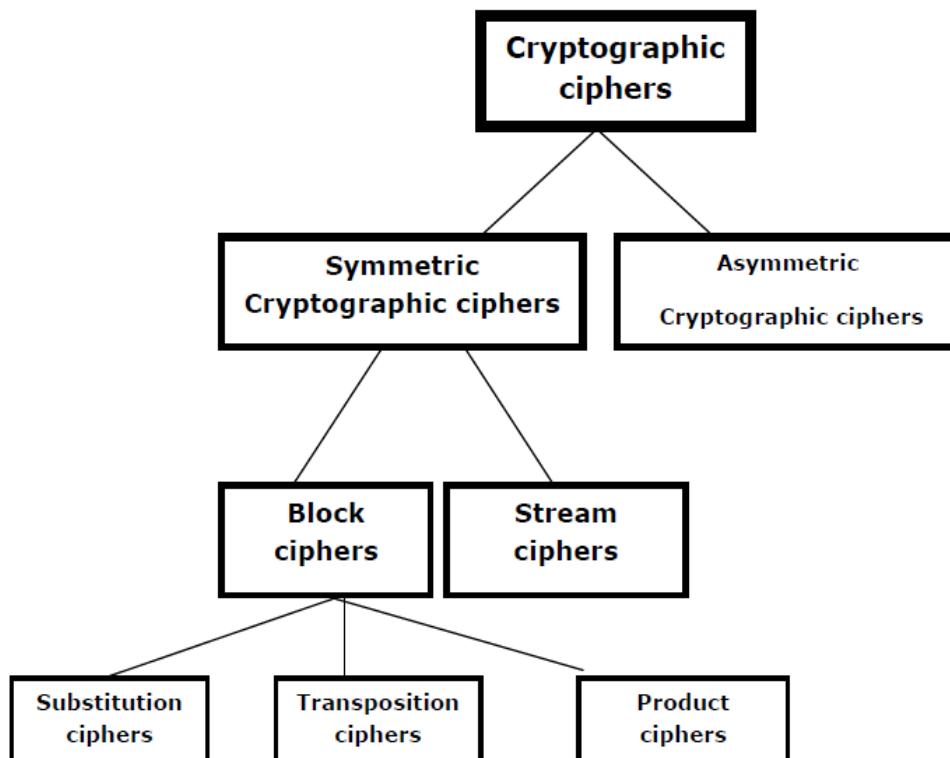 Cryptographic
ciphers
Symmetric
Cryptographic ciphers
Asymmetric
Cryptographic ciphers
Block
ciphers
Stream
ciphers
Substitution
ciphers
Transposition
ciphers
Product
ciphers